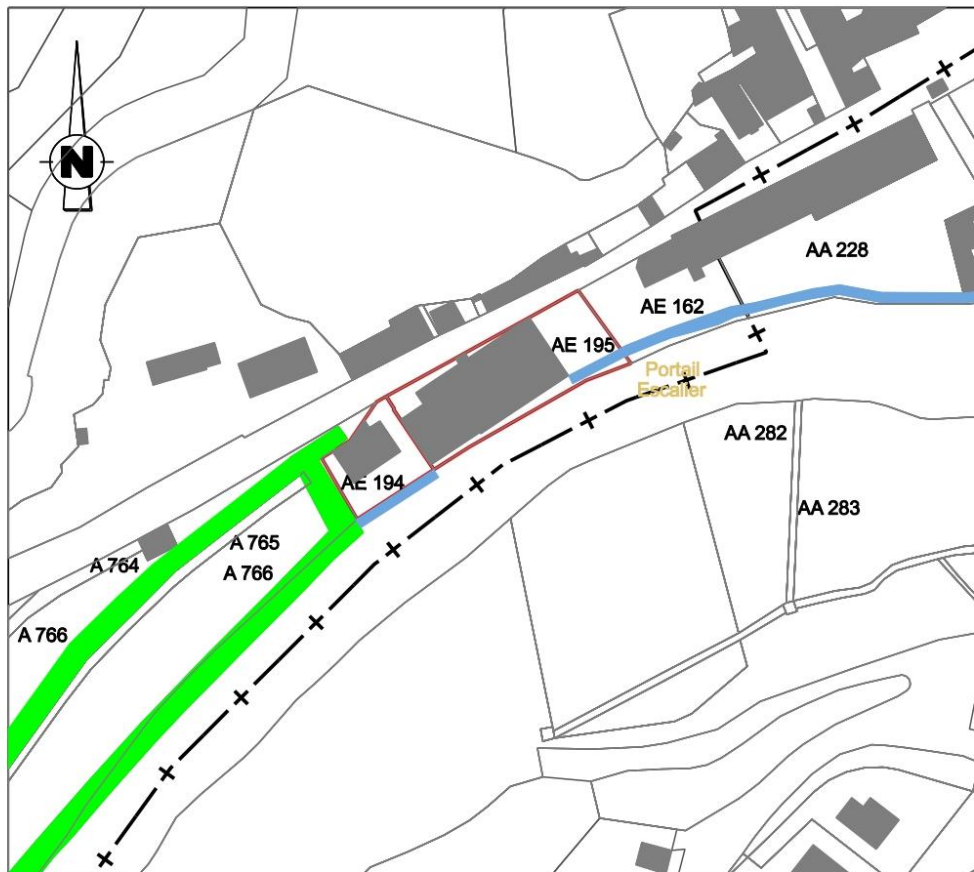 N
AA 228
AE 162
AE 195
Portail
Escalier
AA 282
AE 194
AA 283
A 765
A 764
A 766
A 766